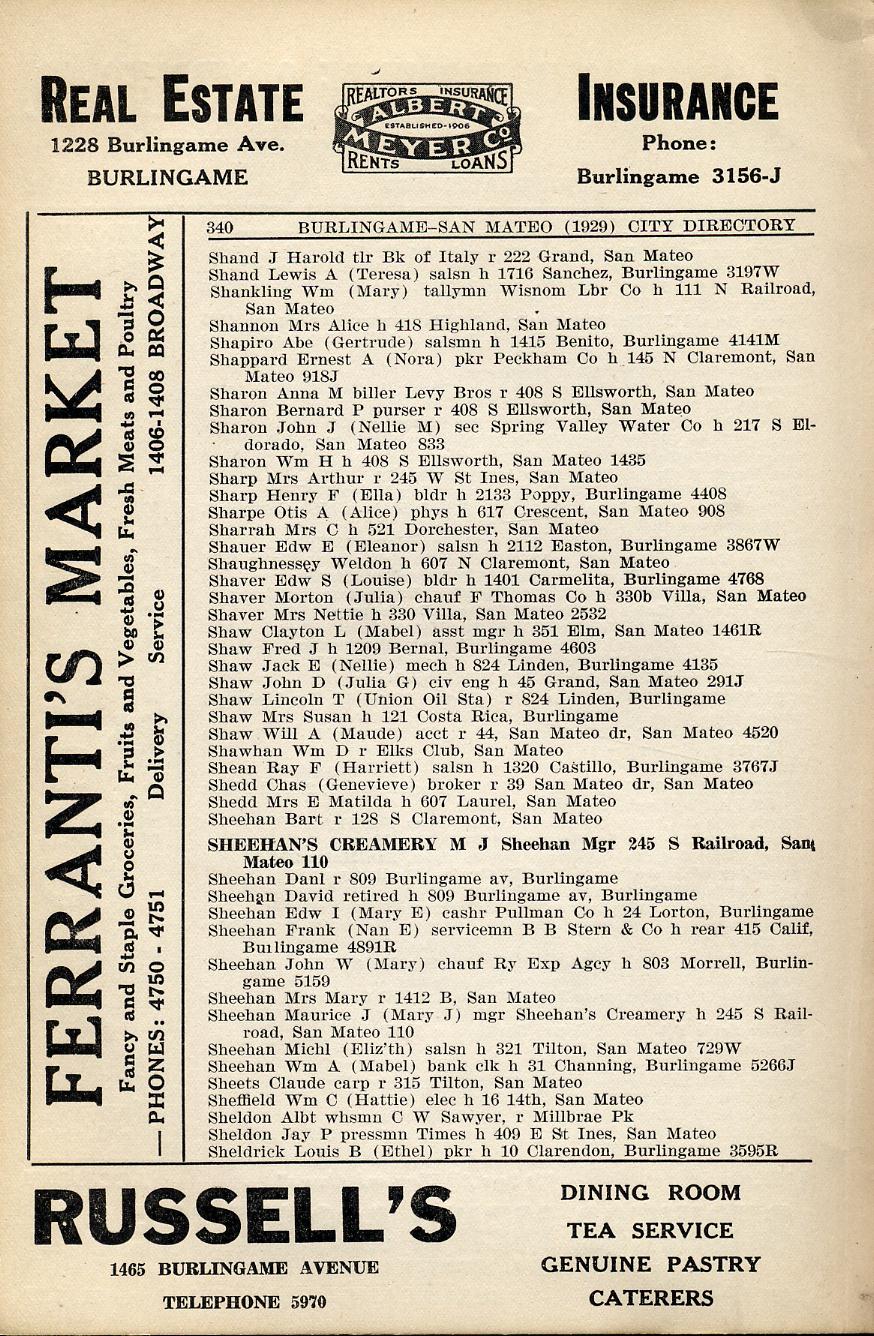 REAL ESTATE
1228 Burlingame Ave.
BURLINGAME
REALTORS INSURANCE
ALBERT
ESTABLISHED-1906
MEYER Co
RENTS LOANS
INSURANCE
Phone:
Burlingame 3156-J
FERRANTI'S MARKET
Fancy and Staple Groceries, Fruits and Vegetables, Fresh Meats and Poultry
— PHONES: 4750 - 4751 Delivery Service 1406-1408 BROADWAY
340 BURLINGAME-SAN MATEO (1929) CITY DIRECTORY
Shand J Harold tlr Bk of Italy r 222 Grand, San Mateo
Shand Lewis A (Teresa) salsn h 1716 Sanchez, Burlingame 3197W
Shankling Wm (Mary) tallymn Wisnom Lbr Co h 111 N Railroad,
San Mateo
Shannon Mrs Alice h 418 Highland, San Mateo
Shapiro Abe (Gertrude) salsmn h 1415 Benito, Burlingame 4141M
Shappard Ernest A (Nora) pkr Peckham Co h 145 N Claremont, San
Mateo 918J
Sharon Anna M biller Levy Bros r 408 S Ellsworth, San Mateo
Sharon Bernard P purser r 408 S Ellsworth, San Mateo
Sharon John J (Nellie M) sec Spring Valley Water Co h 217 S El-
dorado, San Mateo 833
Sharon Wm H h 408 S Ellsworth, San Mateo 1435
Sharp Mrs Arthur r 245 W St Ines, San Mateo
Sharp Henry F (Ella) bldr h 2133 Poppy, Burlingame 4408
Sharpe Otis A (Alice) phys h 617 Crescent, San Mateo 908
Sharrah Mrs C h 521 Dorchester, San Mateo
Shauer Edw E (Eleanor) salsn h 2112 Easton, Burlingame 3867W
Shaughnessey Weldon h 607 N Claremont, San Mateo
Shaver Edw S (Louise) bldr h 1401 Carmelita, Burlingame 4768
Shaver Morton (Julia) chauf F Thomas Co h 330b Villa, San Mateo
Shaver Mrs Nettie h 330 Villa, San Mateo 2532
Shaw Clayton L (Mabel) asst mgr h 351 Elm, San Mateo 1461R
Shaw Fred J h 1209 Bernal, Burlingame 4603
Shaw Jack E (Nellie) mech h 824 Linden, Burlingame 4135
Shaw John D (Julia G) civ eng h 45 Grand, San Mateo 291J
Shaw Lincoln T (Union Oil Sta) r 824 Linden, Burlingame
Shaw Mrs Susan h 121 Costa Rica, Burlingame
Shaw Will A (Maude) acct r 44, San Mateo dr, San Mateo 4520
Shawhan Wm D r Elks Club, San Mateo
Shean Ray F (Harriett) salsn h 1320 Castillo, Burlingame 3767J
Shedd Chas (Genevieve) broker r 39 San Mateo dr, San Mateo
Shedd Mrs E Matilda h 607 Laurel, San Mateo
Sheehan Bart r 128 S Claremont, San Mateo
SHEEHAN'S CREAMERY M J Sheehan Mgr 245 S Railroad, San
Mateo 110
Sheehan Danl r 809 Burlingame av, Burlingame
Sheehan David retired h 809 Burlingame av, Burlingame
Sheehan Edw I (Mary E) cashr Pullman Co h 24 Lorton, Burlingame
Sheehan Frank (Nan E) servicemn B B Stern & Co h rear 415 Calif,
Burlingame 4891R
Sheehan John W (Mary) chauf Ry Exp Agcy h 803 Morrell, Burlin-
game 5159
Sheehan Mrs Mary r 1412 B, San Mateo
Sheehan Maurice J (Mary J) mgr Sheehan's Creamery h 245 S Rail-
road, San Mateo 110
Sheehan Michl (Eliz'th) salsn h 321 Tilton, San Mateo 729W
Sheehan Wm A (Mabel) bank clk h 31 Channing, Burlingame 5266J
Sheets Claude carp r 315 Tilton, San Mateo
Sheffield Wm C (Hattie) elec h 16 14th, San Mateo
Sheldon Albt whsmn C W Sawyer, r Millbrae Pk
Sheldon Jay P pressmn Times h 409 E St Ines, San Mateo
Sheldrick Louis B (Ethel) pkr h 10 Clarendon, Burlingame 3595R
RUSSELL'S
1465 BURLINGAME AVENUE
TELEPHONE 5970
DINING ROOM
TEA SERVICE
GENUINE PASTRY
CATERERS